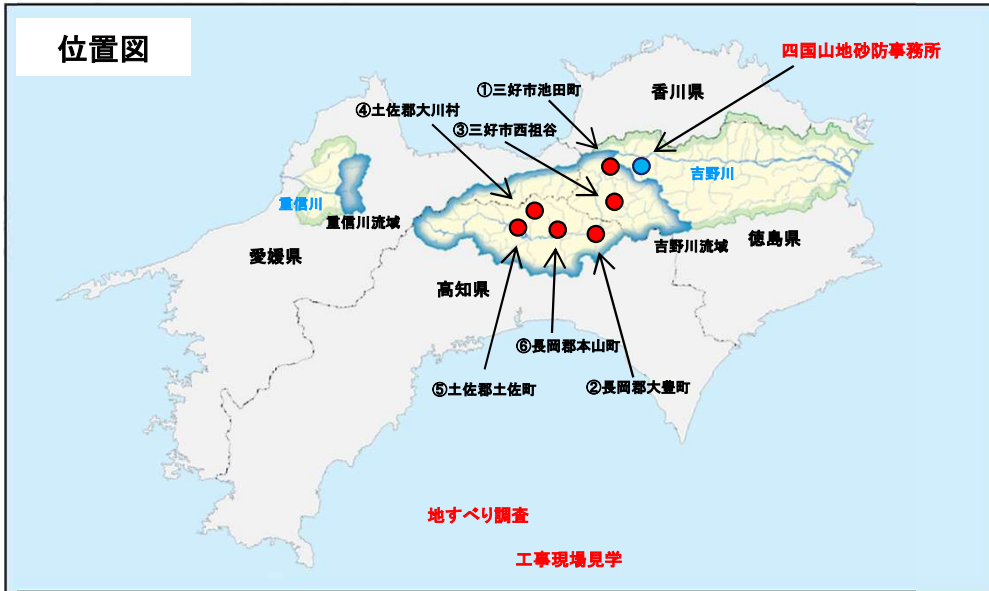 位置図
四国山地砂防事務所
①三好市池田町
香川県
④土佐郡大川村
③三好市西祖谷
吉野川
重信川
重信川流域
愛媛県
吉野川流域
徳島県
高知県
⑥長岡郡本山町
⑤土佐郡土佐町
②長岡郡大豊町
地すべり調査
工事現場見学